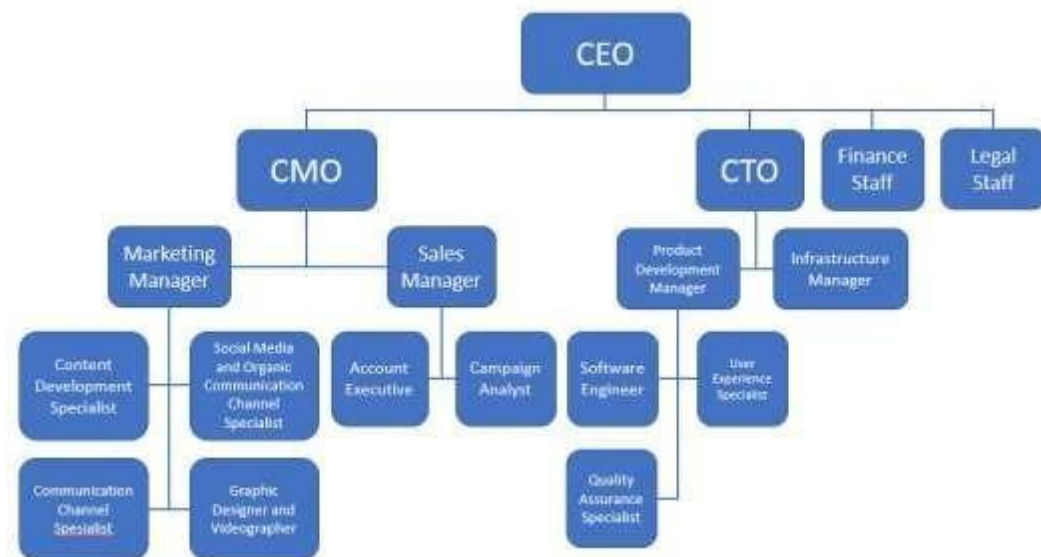 CEO
CMO
CTO
Finance
Staff
Legal
Staff
Marketing
Manager
Sales
Manager
Product
Development
Manager
Infrastructure
Manager
Content
Development
Specialist
Social Media
and Organic
Communication
Channel
Specialist
Account
Executive
Campaign
Analyst
Software
Engineer
User
Experience
Specialist
Communication
Channel
Spesialist
Graphic
Designer and
Videographer
Quality
Assurance
Specialist